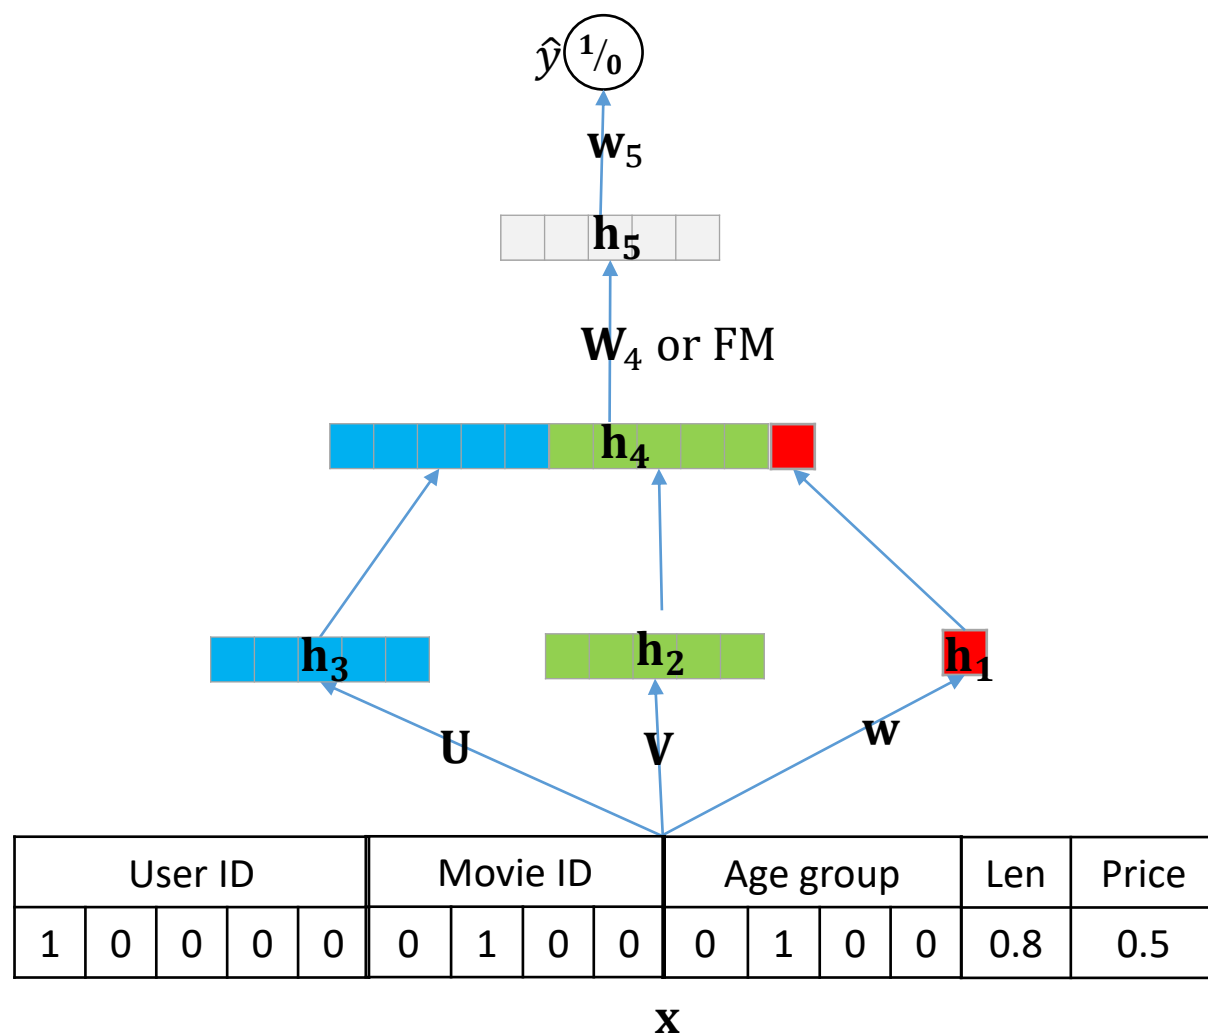 ŷ 1/0
w₅
h₅
W₄ or FM
h₄
h₃ h₂ h₁
U V w
User ID Movie ID Age group Len Price
1 0 0 0 0 0 1 0 0 0 1 0 0 0.8 0.5
x